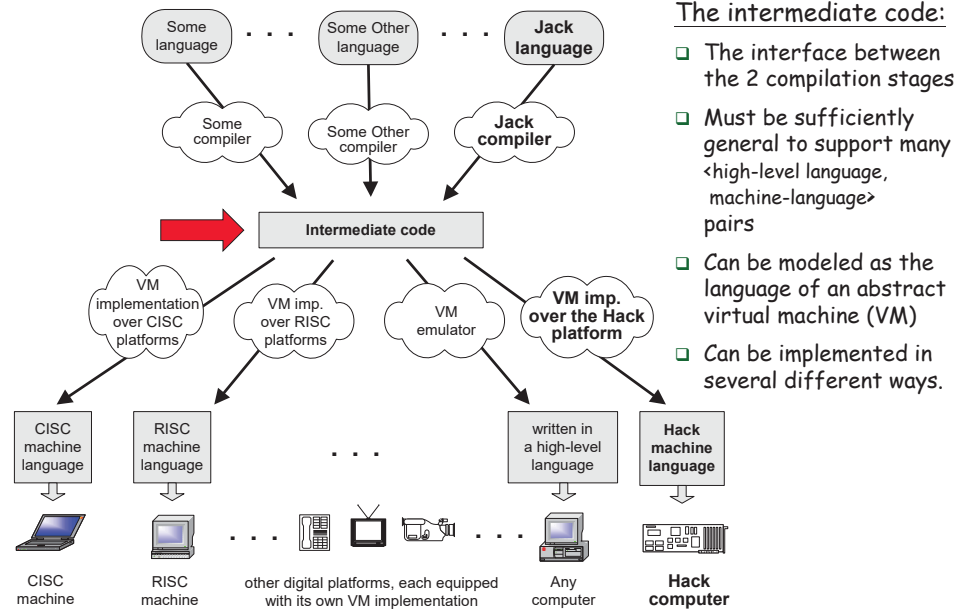 Some
language
. . .
Some Other
language
. . .
Jack
language
Some
compiler
Some Other
compiler
Jack
compiler
Intermediate code
VM
implementation
over CISC
platforms
VM imp.
over RISC
platforms
VM
emulator
VM imp.
over the Hack
platform
CISC
machine
language
RISC
machine
language
. . .
written in
a high-level
language
Hack
machine
language
. . .
. . .
CISC
machine
RISC
machine
other digital platforms, each equipped
with its own VM implementation
Any
computer
Hack
computer
The intermediate code:
❑ The interface between
the 2 compilation stages
❑ Must be sufficiently
general to support many
<high-level language,
machine-language>
pairs
❑ Can be modeled as the
language of an abstract
virtual machine (VM)
❑ Can be implemented in
several different ways.